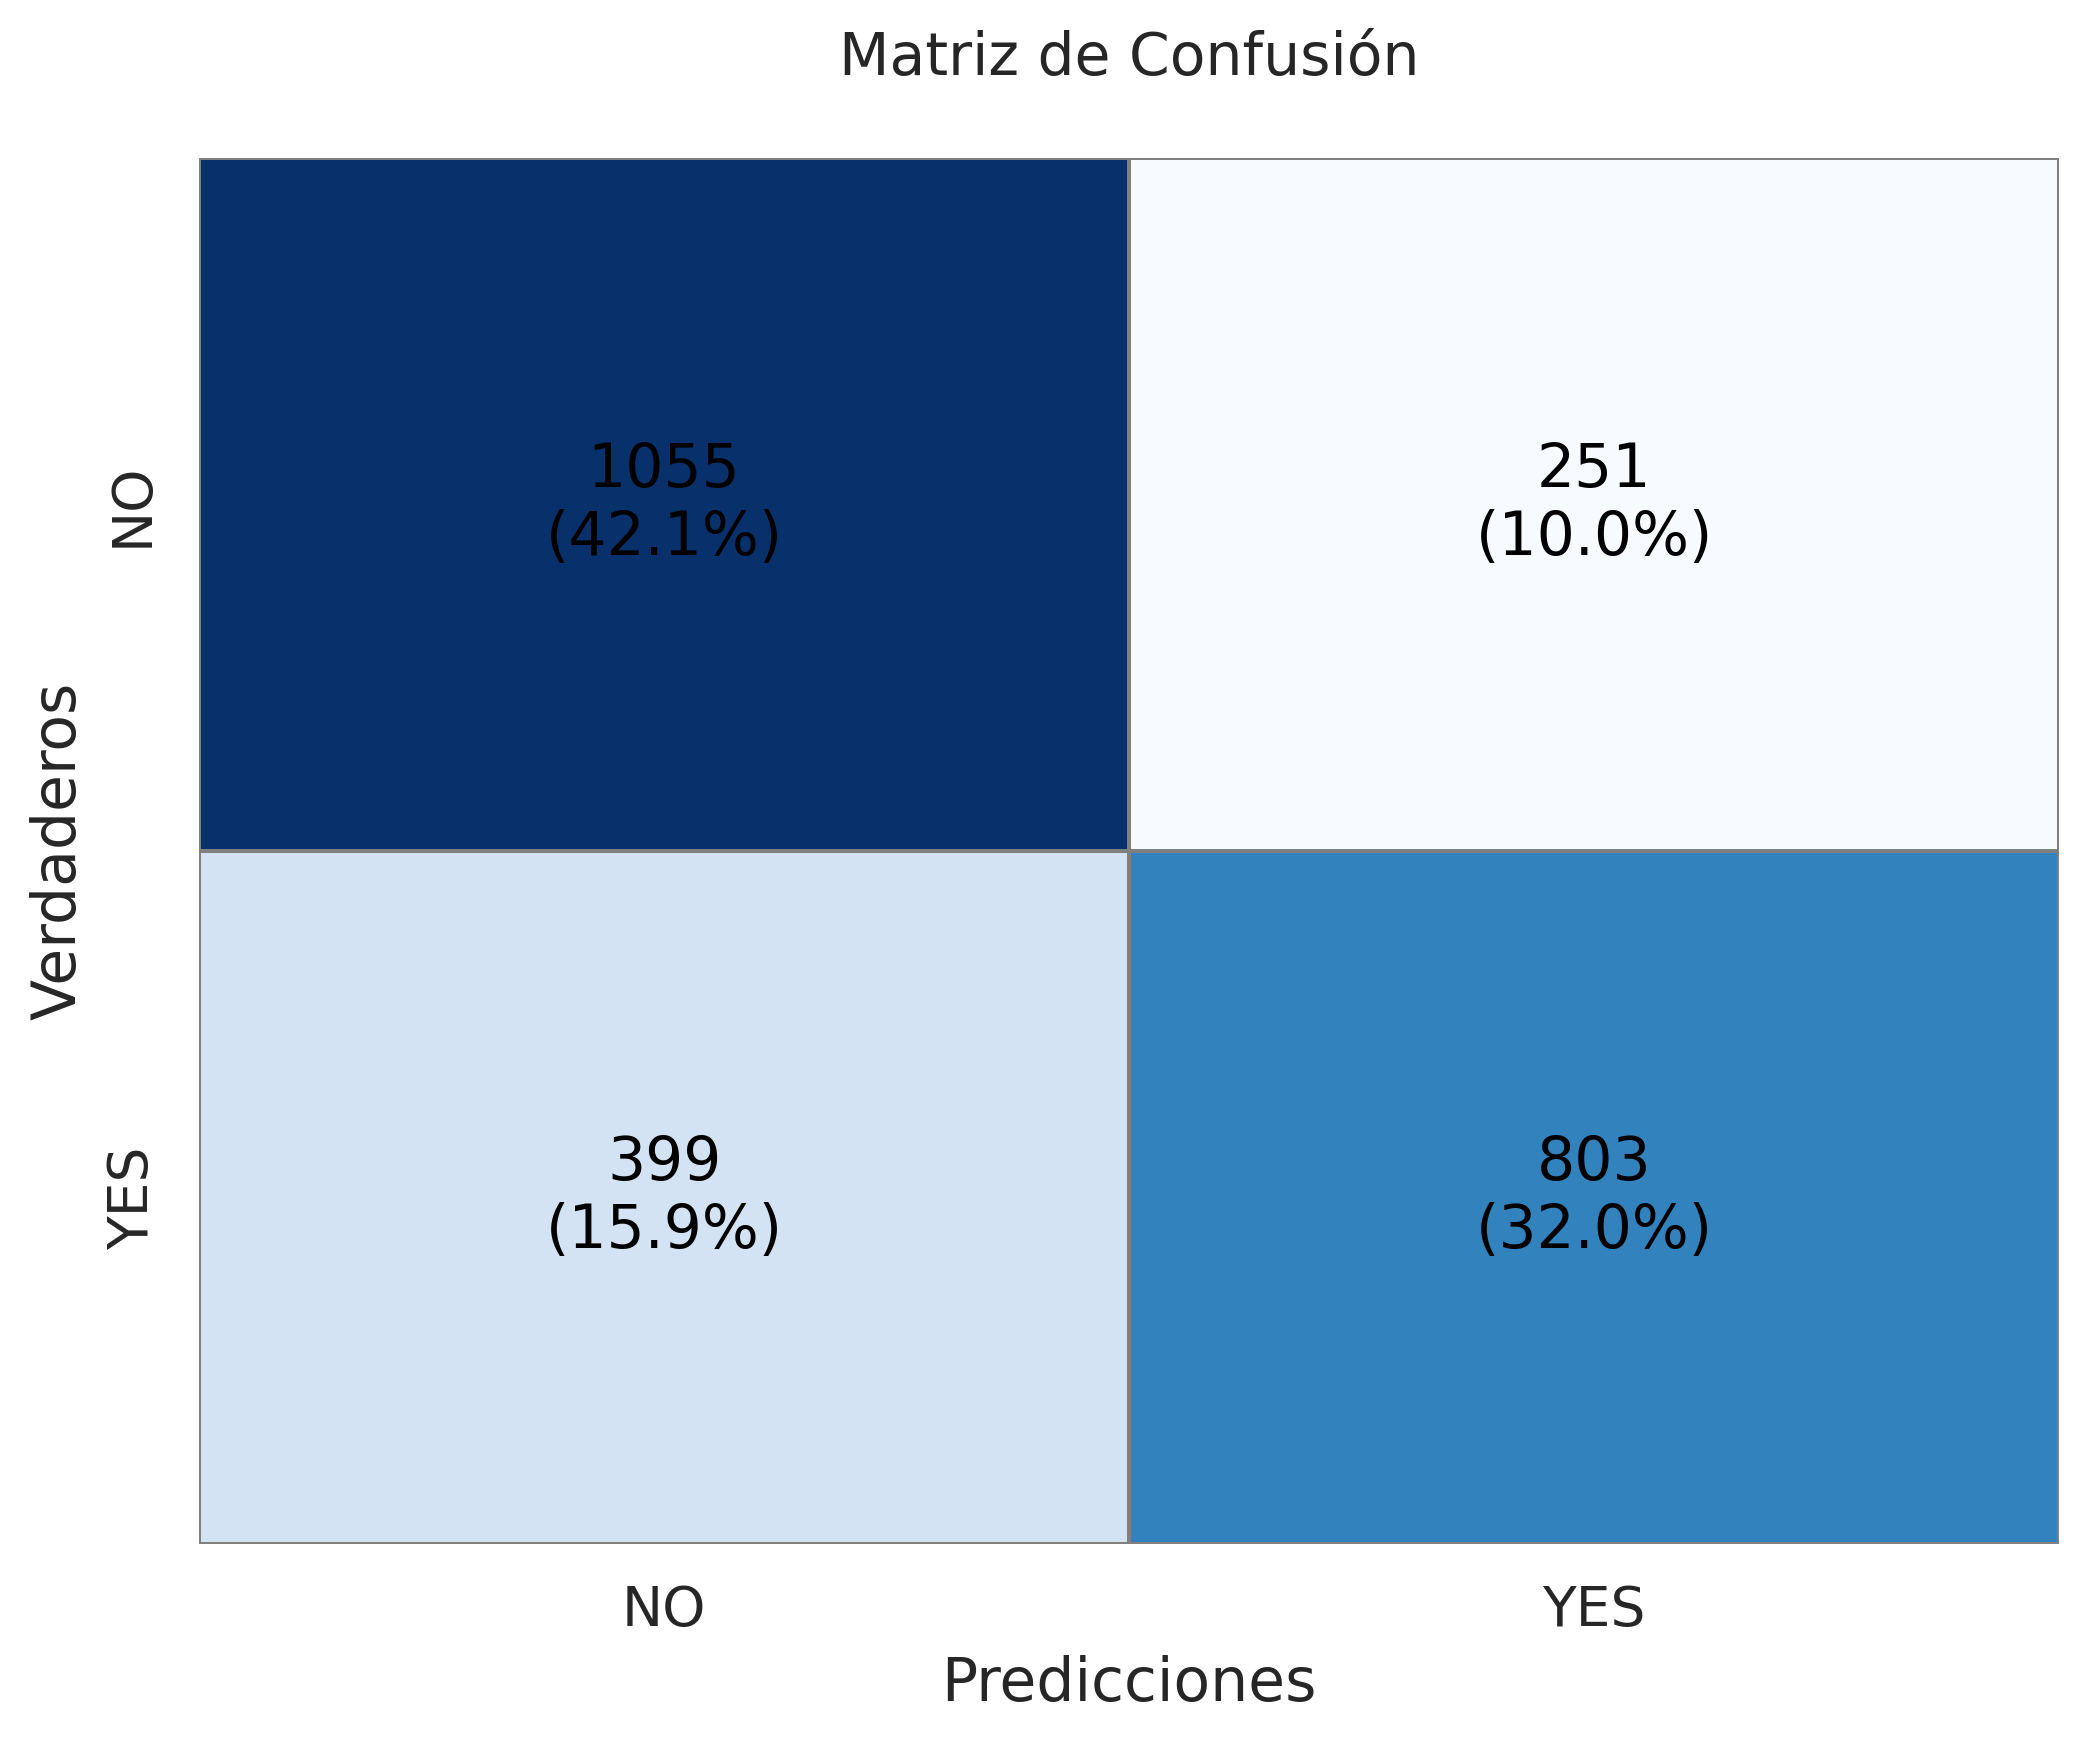 Matriz de Confusión
Verdaderos
NO
1055
(42.1%)
251
(10.0%)
YES
399
(15.9%)
803
(32.0%)
NO
YES
Predicciones